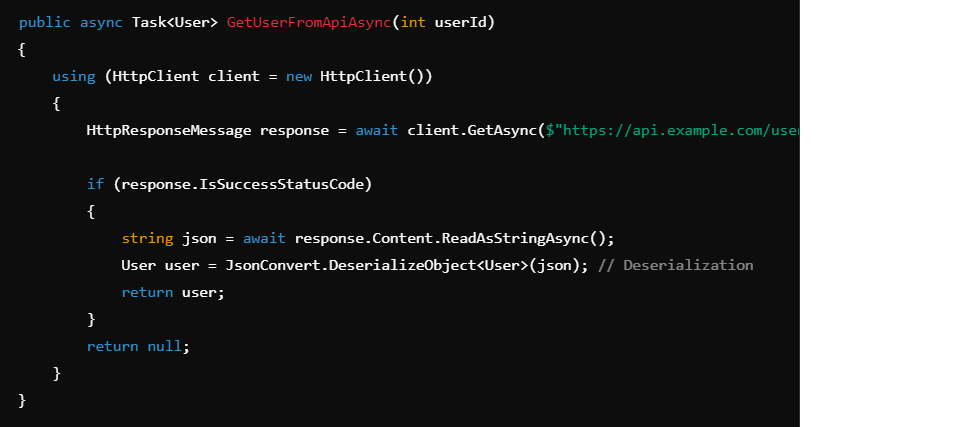 public async Task<User> GetUserFromApiAsync(int userId)
{
    using (HttpClient client = new HttpClient())
    {
        HttpResponseMessage response = await client.GetAsync($"https://api.example.com/user
        if (response.IsSuccessStatusCode)
        {
            string json = await response.Content.ReadAsStringAsync();
            User user = JsonConvert.DeserializeObject<User>(json); // Deserialization
            return user;
        }
        return null;
    }
}